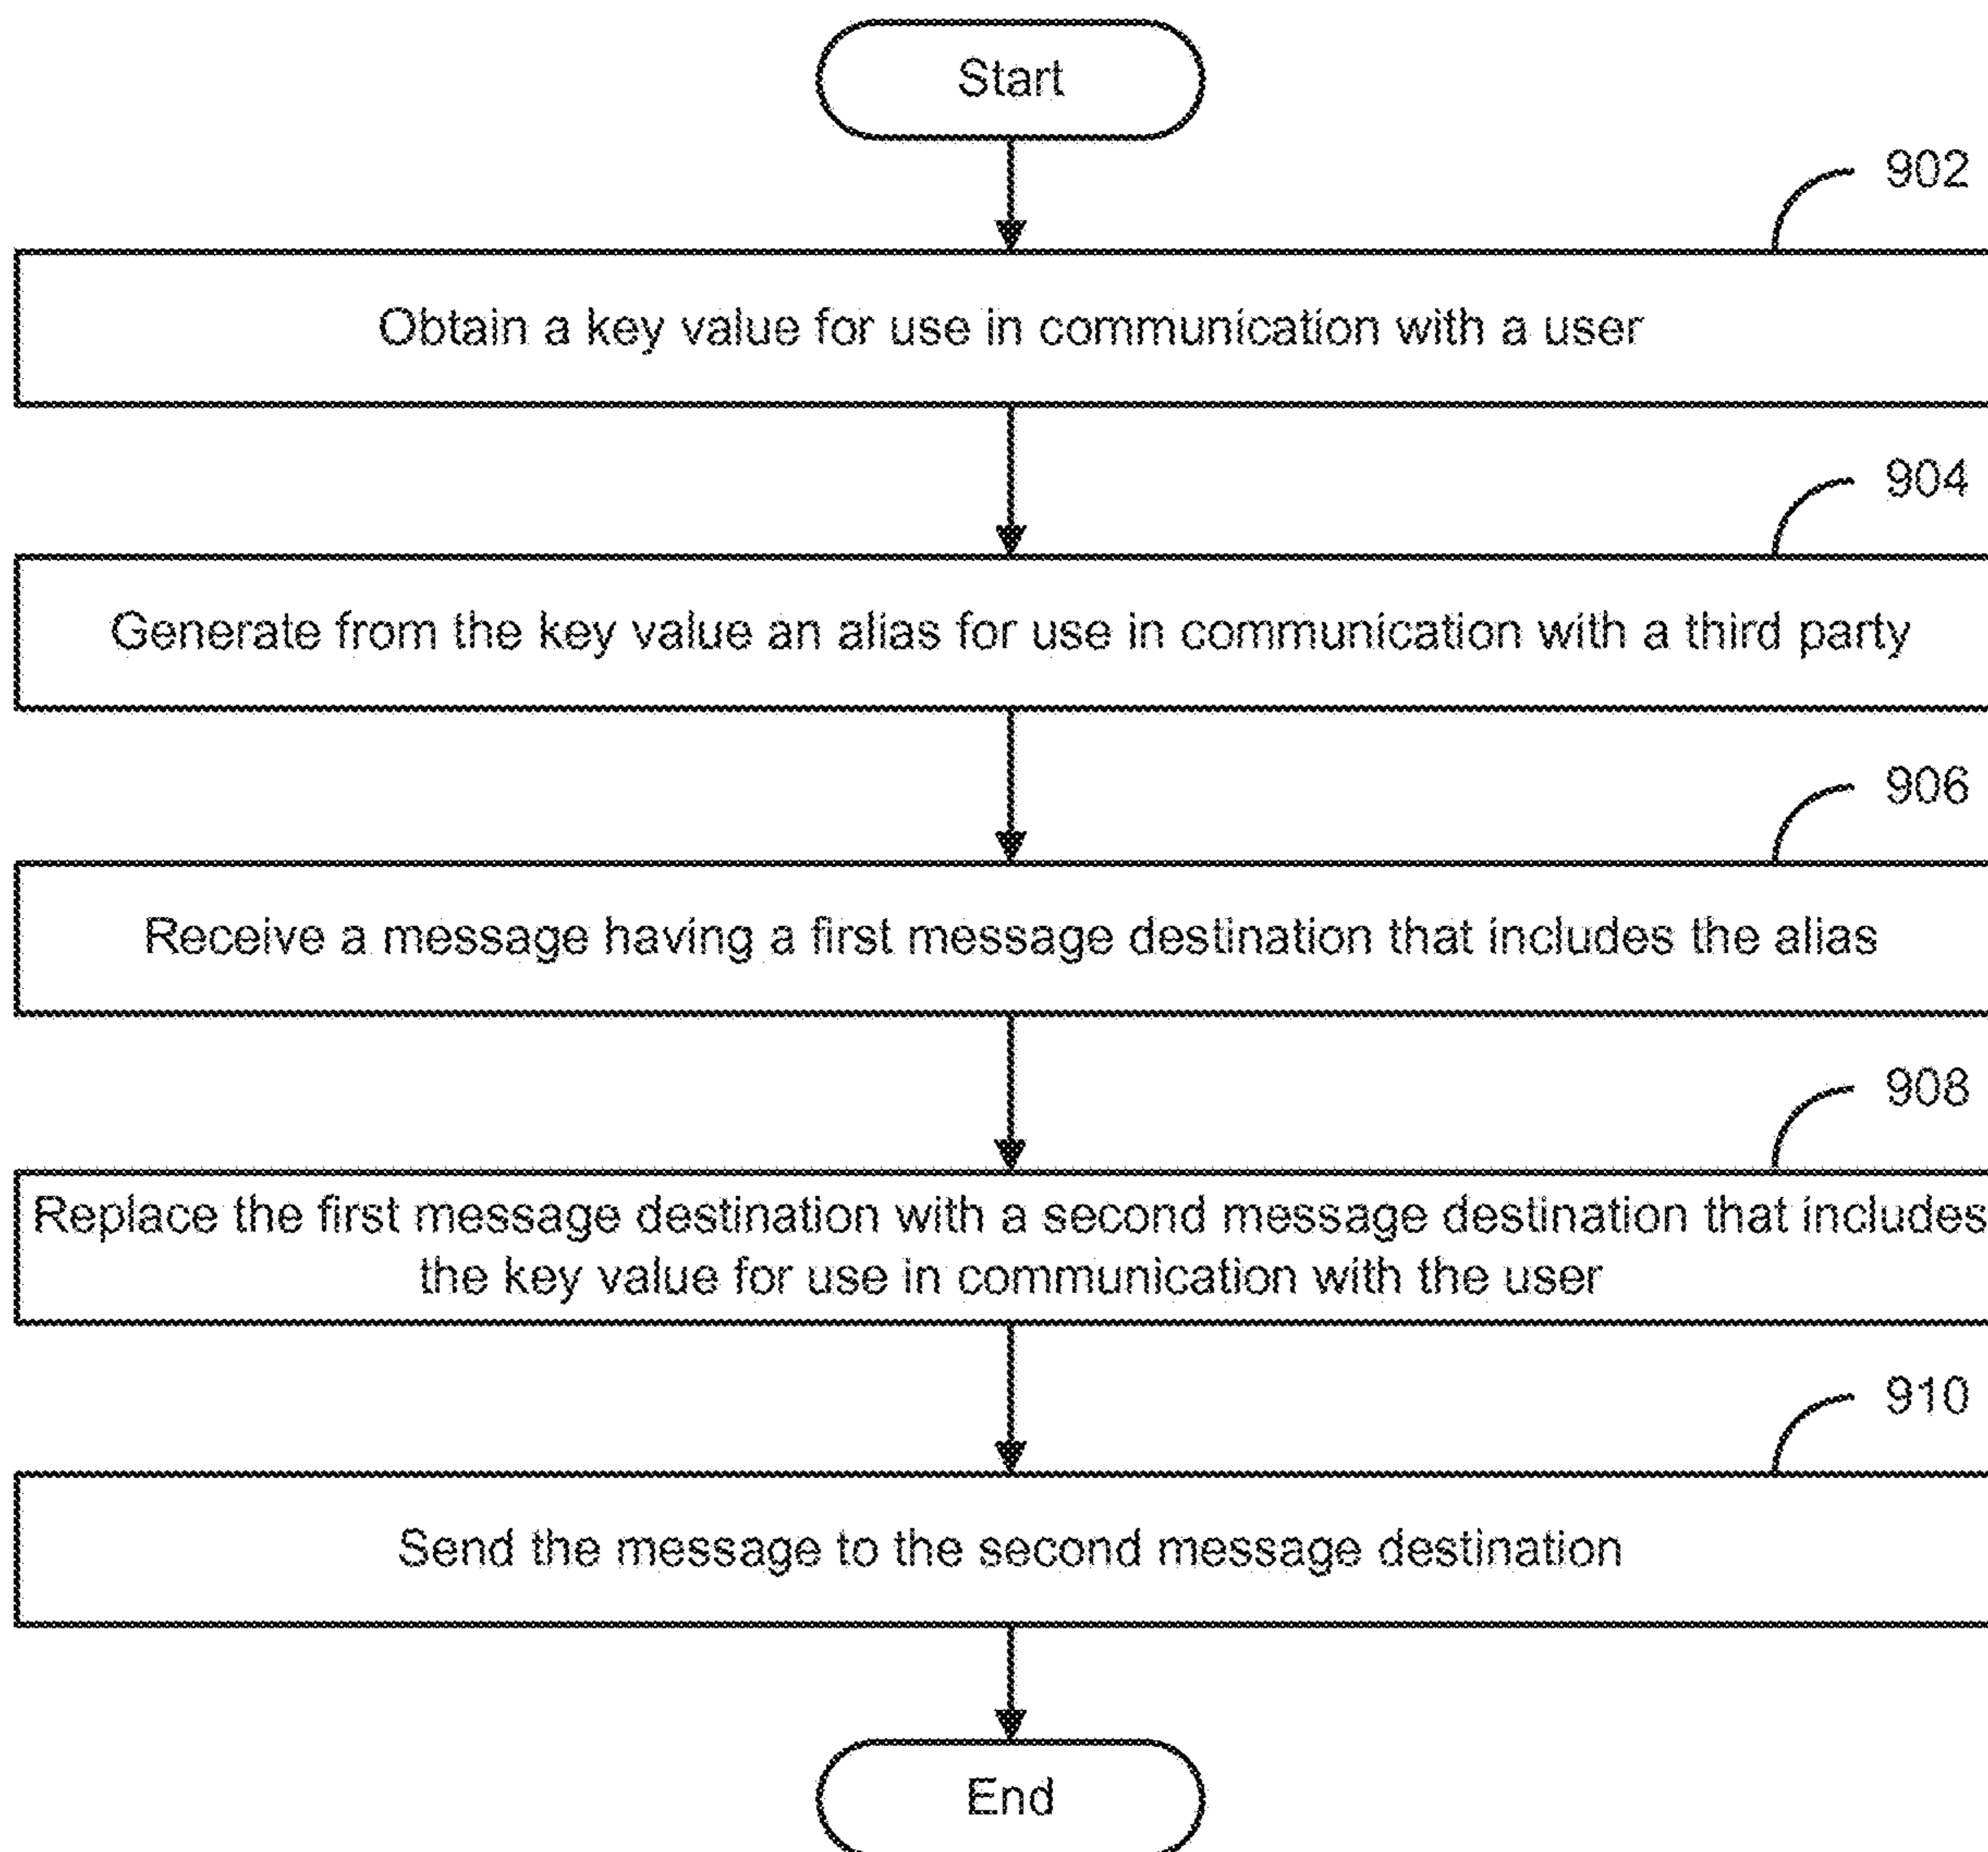 Start
902
Obtain a key value for use in communication with a user
904
Generate from the key value an alias for use in communication with a third party
906
Receive a message having a first message destination that includes the alias
908
Replace the first message destination with a second message destination that includes
the key value for use in communication with the user
910
Send the message to the second message destination
End